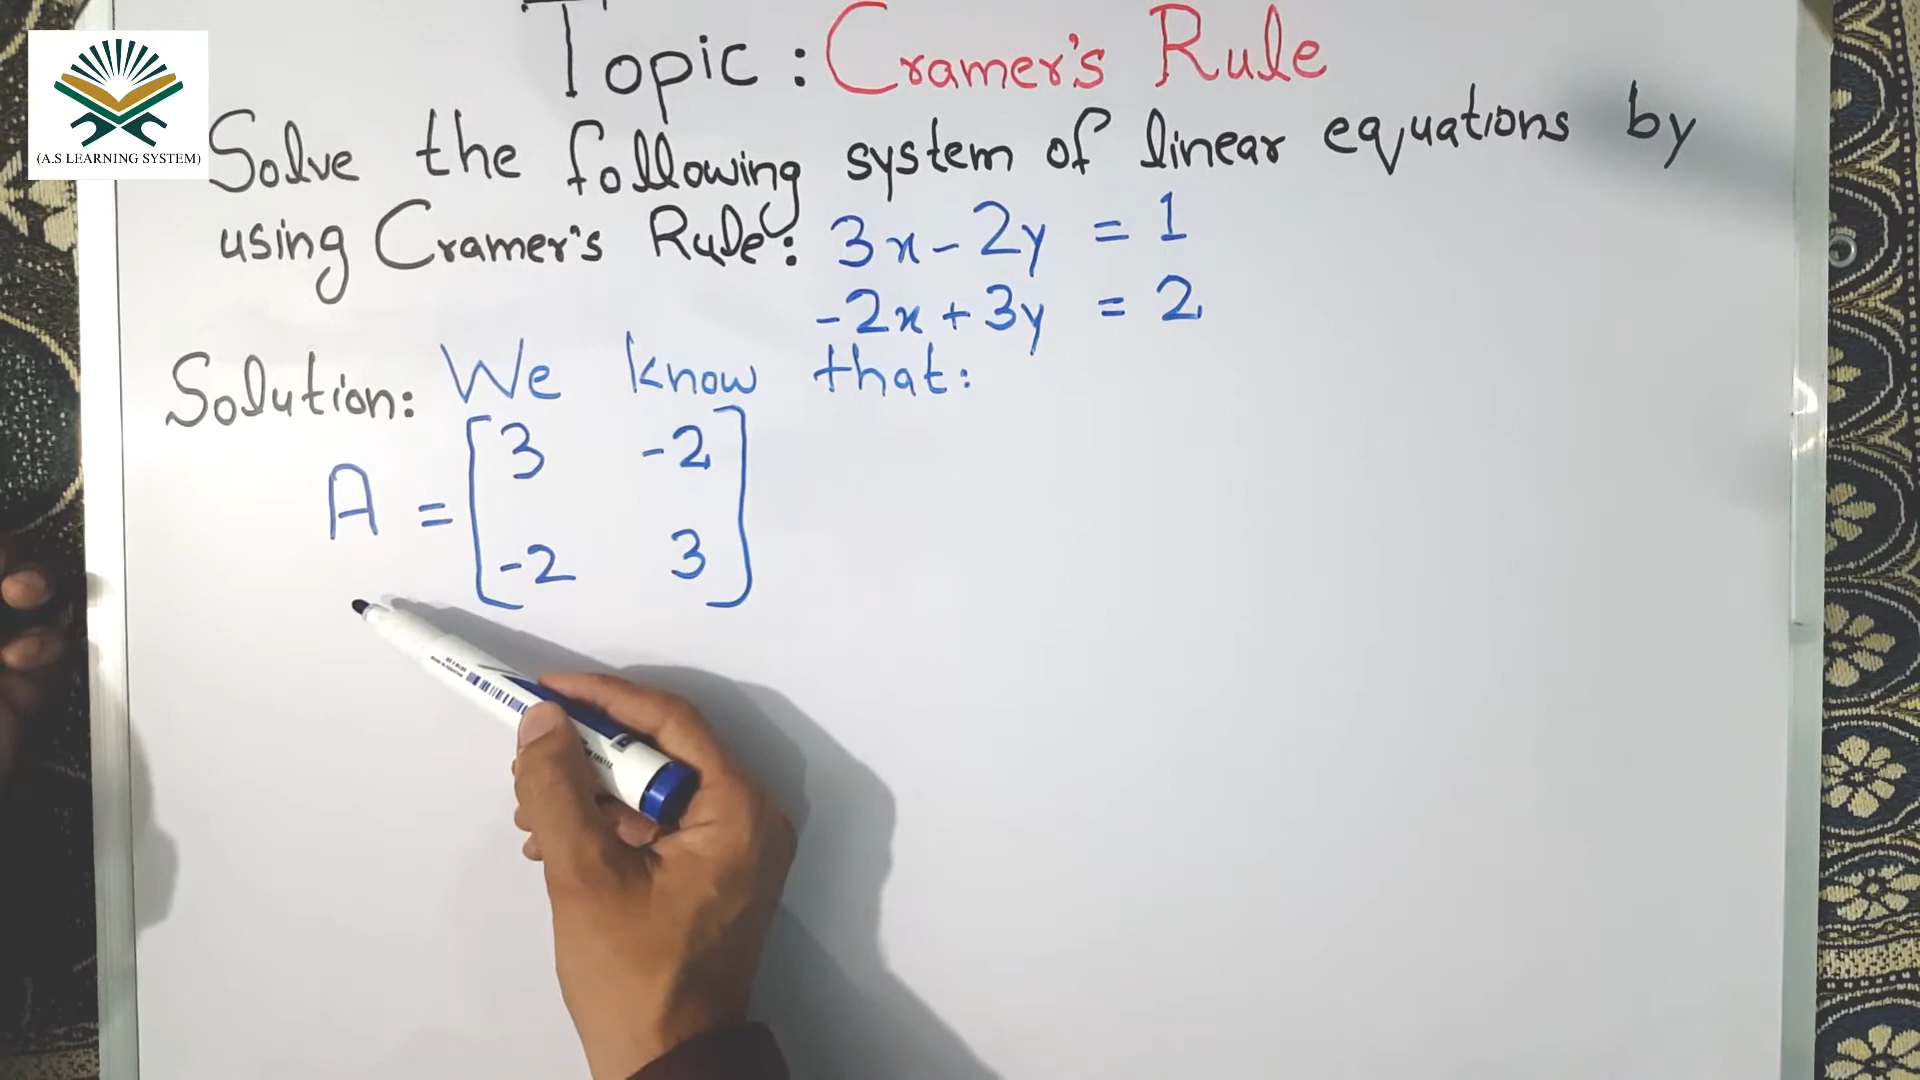 Topic: Cramer's Rule
(A.S LEARNING SYSTEM)
Solve the following system of linear equations by
using Cramer's Rule: 3x - 2y = 1
-2x + 3y = 2
Solution: We know that:
A = [3 -2
-2 3]